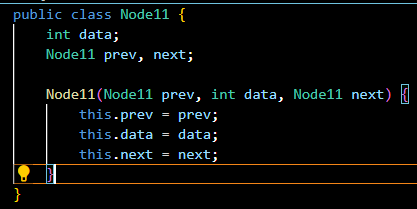 public class Node11 {
    int data;
    Node11 prev, next;

    Node11(Node11 prev, int data, Node11 next) {
        this.prev = prev;
        this.data = data;
        this.next = next;
    }
}